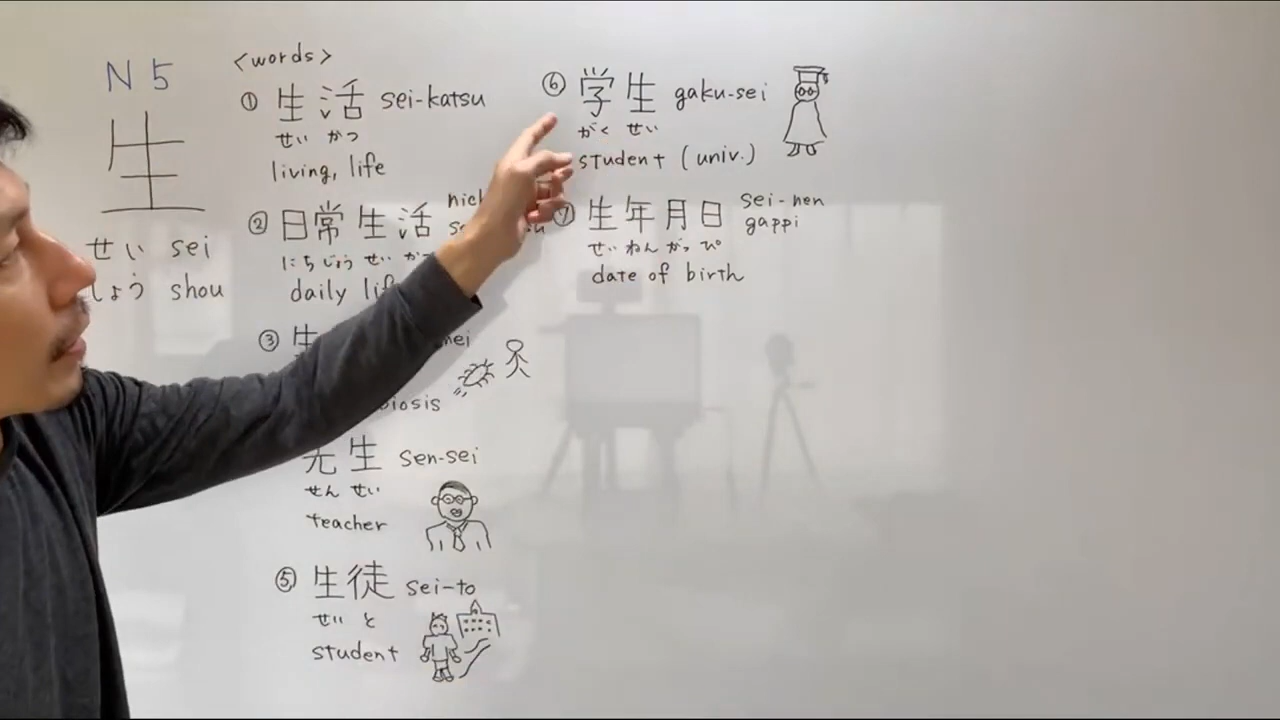 N5
生
せい sei
しょう shou
<words>
① 生活 sei-katsu
せい かつ
living, life
② 日常生活
にちじょう せい
daily
③
④ 先生 sen-sei
せん せい
teacher
⑤ 生徒 sei-to
せい と
student
⑥ 学生 gaku-sei
がく せい
student (univ.)
⑦ 生年月日 sei-nen
gappi
せい ねん がっ ぴ
date of birth